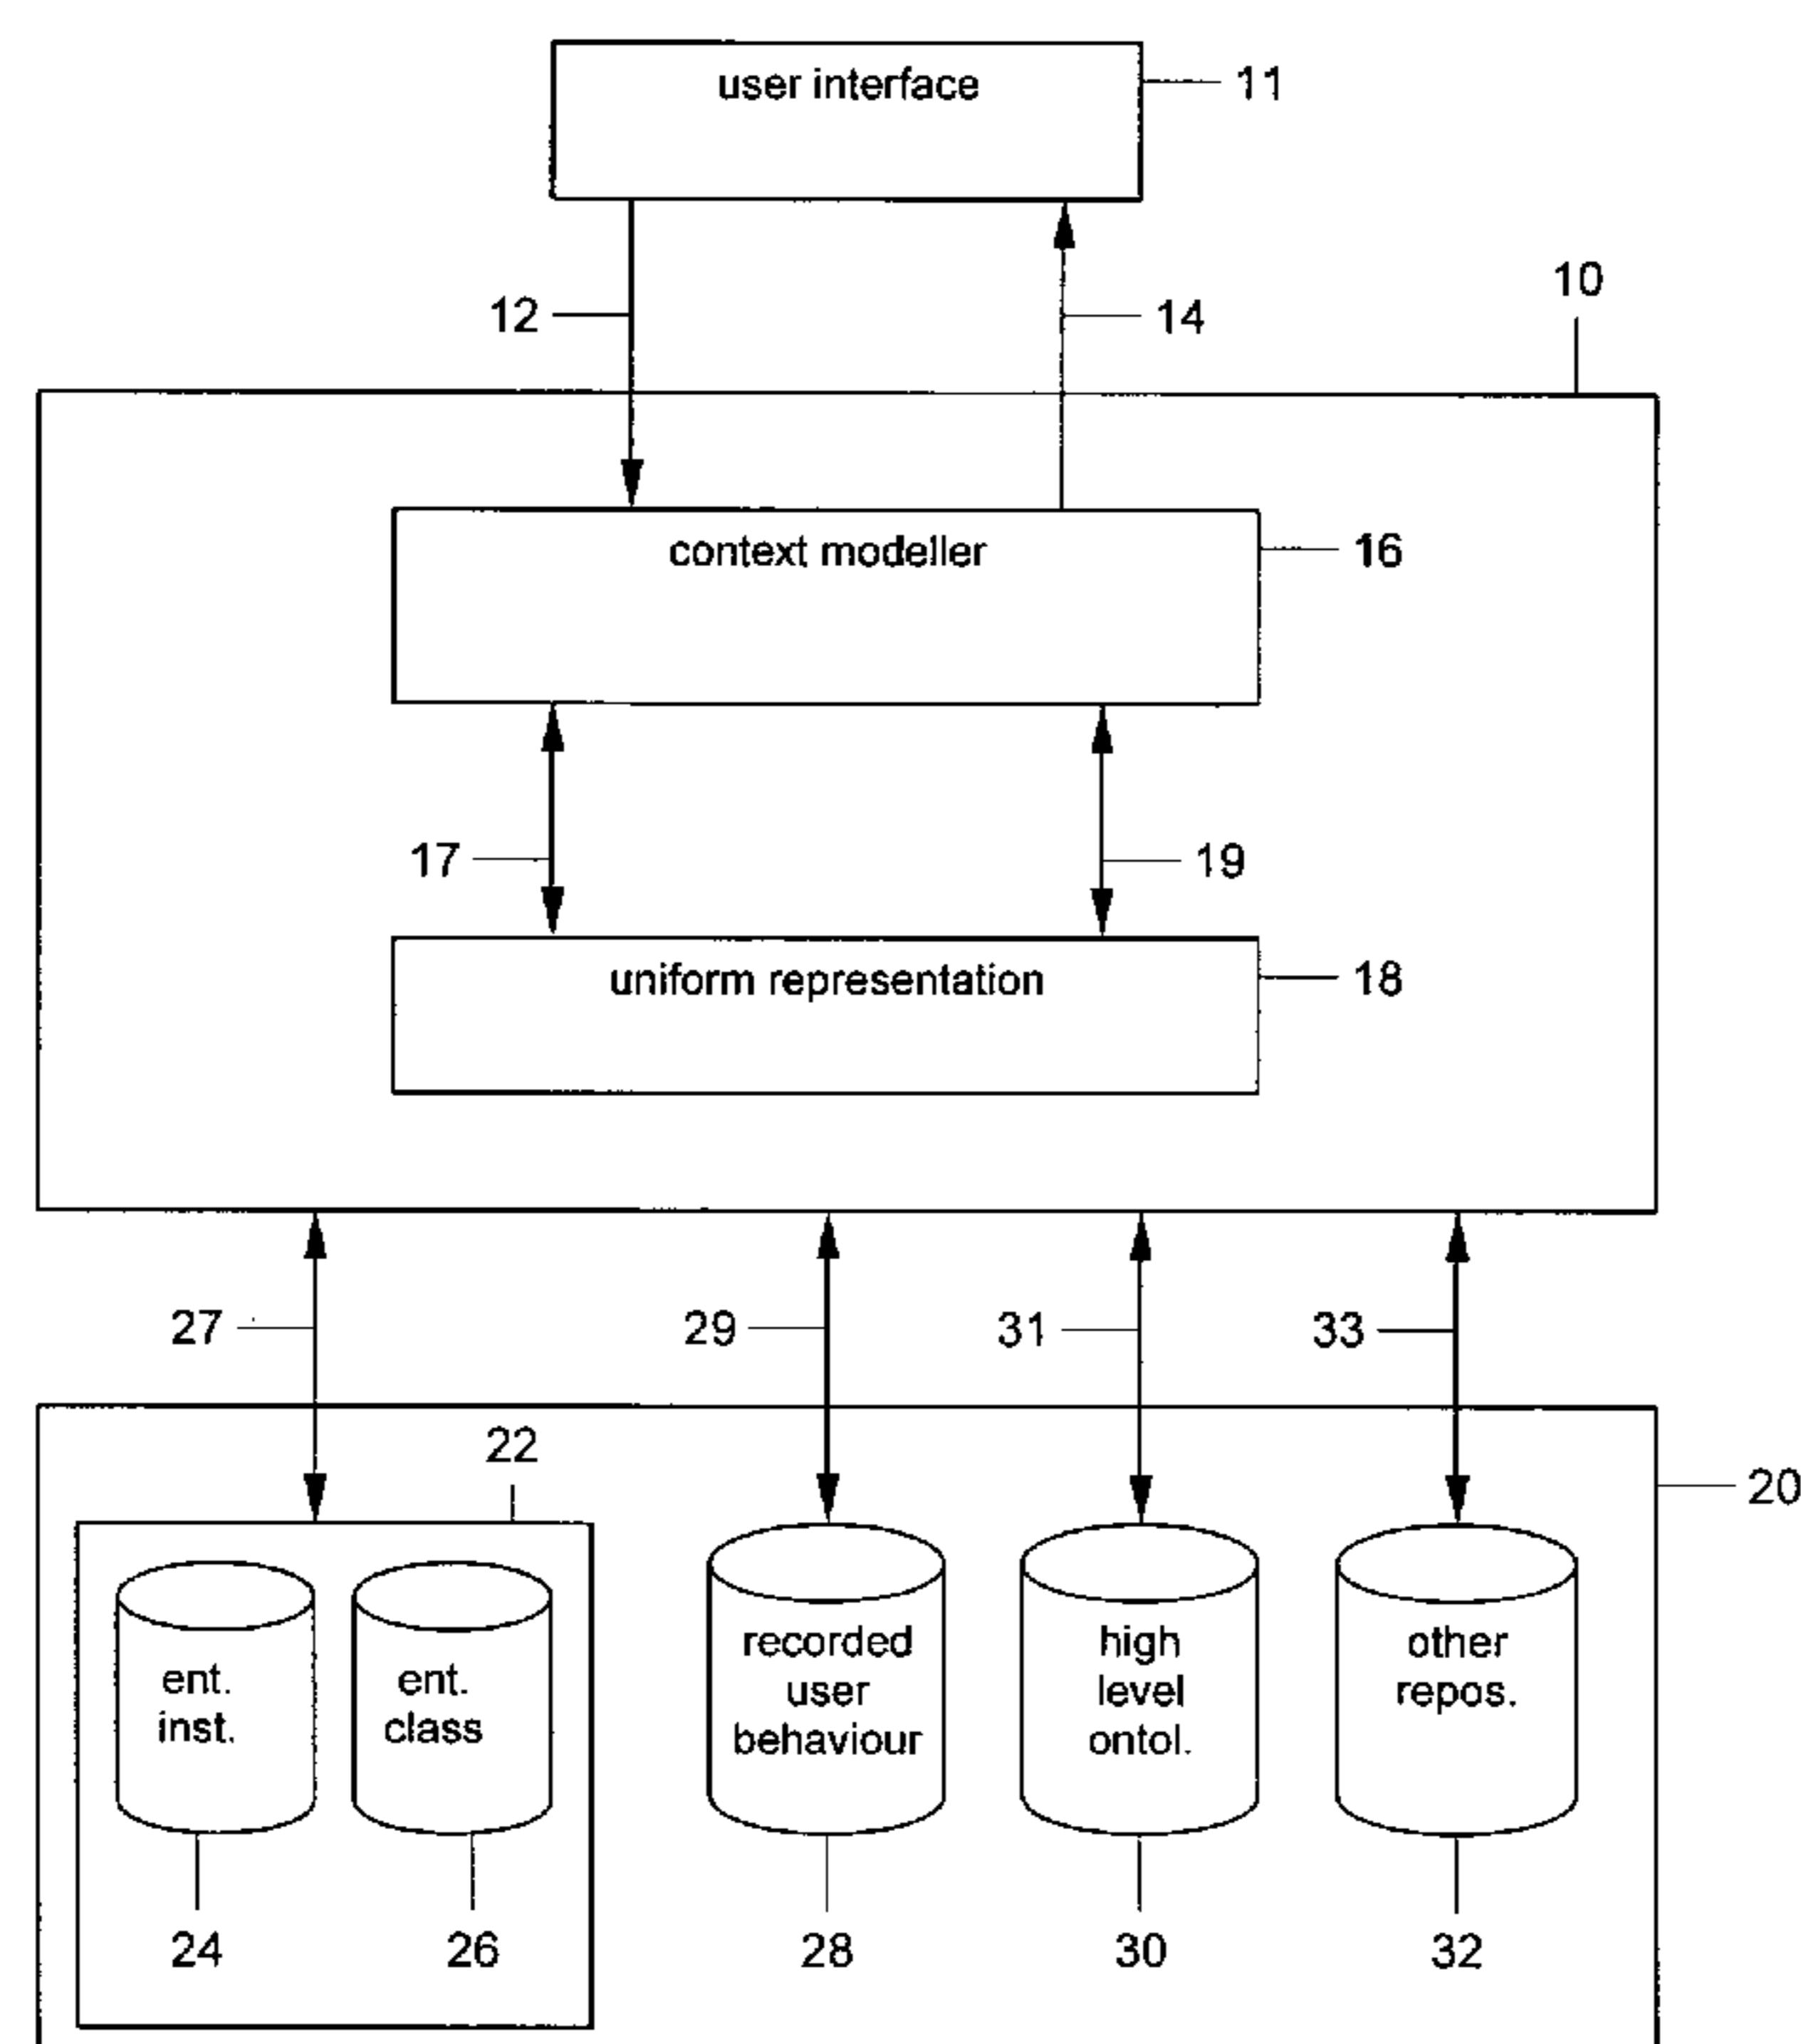 user interface
11
10
12
14
context modeller
16
17
19
uniform representation
18
27
29
31
33
22
20
ent.
inst.
ent.
class
recorded
user
behaviour
high
level
ontol.
other
repos.
24
26
28
30
32